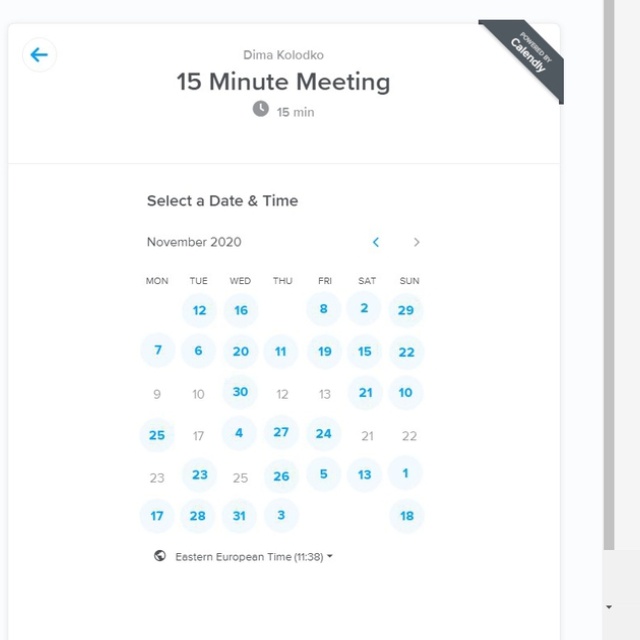 Dima Kolodko
POWERED BY
Calendly
15 Minute Meeting
15 min
Select a Date & Time
November 2020
MON TUE WED THU FRI SAT SUN
12 16 8 2 29
7 6 20 11 19 15 22
9 10 30 12 13 21 10
25 17 4 27 24 21 22
23 23 25 26 5 13 1
17 28 31 3 18
Eastern European Time (11:38)